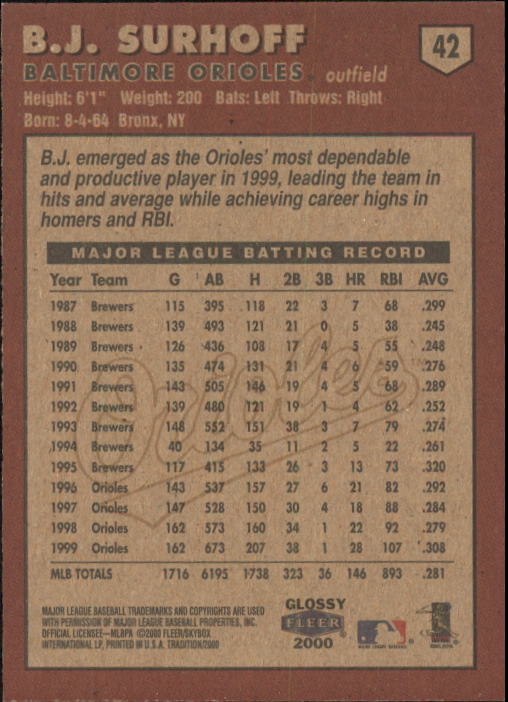 B.J. SURHOFF
42
BALTIMORE ORIOLES outfield
Height: 6'1" Weight: 200 Bats: Left Throws: Right
Born: 8-4-64 Bronx, NY
B.J. emerged as the Orioles' most dependable
and productive player in 1999, leading the team in
hits and average while achieving career highs in
homers and RBI.
MAJOR LEAGUE BATTING RECORD
Year Team G AB H 2B 3B HR RBI AVG
1987 Brewers 115 395 118 22 3 7 68 .299
1988 Brewers 139 493 121 21 0 5 38 .245
1989 Brewers 126 436 108 17 4 5 55 .248
1990 Brewers 135 474 131 21 4 6 59 .276
1991 Brewers 143 505 146 19 4 5 68 .289
1992 Brewers 139 480 121 19 1 4 62 .252
1993 Brewers 148 552 151 38 3 7 79 .274
1994 Brewers 40 134 35 11 2 5 22 .261
1995 Brewers 117 415 133 26 3 13 73 .320
1996 Orioles 143 537 157 27 6 21 82 .292
1997 Orioles 147 528 150 30 4 18 88 .284
1998 Orioles 162 573 160 34 1 22 92 .279
1999 Orioles 162 673 207 38 1 28 107 .308
MLB TOTALS 1716 6195 1738 323 36 146 893 .281
Orioles
MAJOR LEAGUE BASEBALL TRADEMARKS AND COPYRIGHTS ARE USED
WITH PERMISSION OF MAJOR LEAGUE BASEBALL PROPERTIES, INC.
OFFICIAL LICENSEE—MLBPA ©2000 FLEER/SKYBOX
INTERNATIONAL LP, PRINTED IN U.S.A. TRADITION/2000
GLOSSY
FLEER
2000